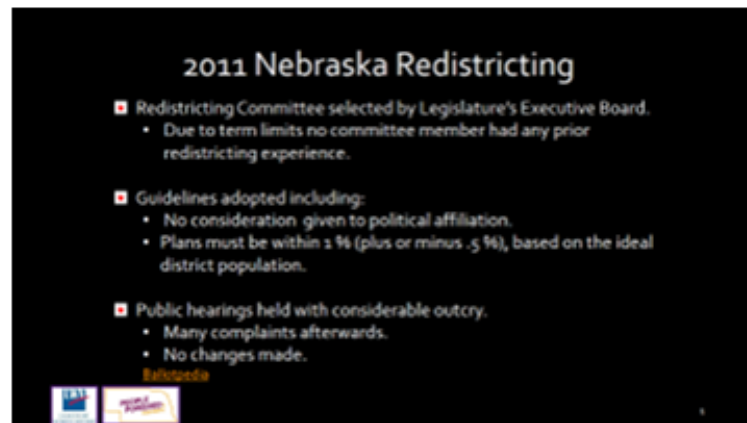 2011 Nebraska Redistricting
Redistricting Committee selected by Legislature's Executive Board.
• Due to term limits no committee member had any prior
redistricting experience.
Guidelines adopted including:
• No consideration given to political affiliation.
• Plans must be within 1 % (plus or minus .5 %), based on the ideal
district population.
Public hearings held with considerable outcry.
• Many complaints afterwards.
• No changes made.
Ballotpedia
PEOPLE
POWERED